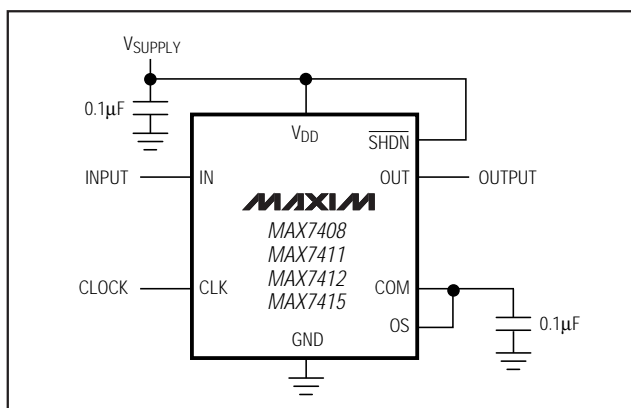 VSUPPLY
0.1μF
VDD
SHDN
INPUT
IN
OUT
OUTPUT
MAXIM
MAX7408
MAX7411
MAX7412
MAX7415
CLOCK
CLK
COM
OS
0.1μF
GND